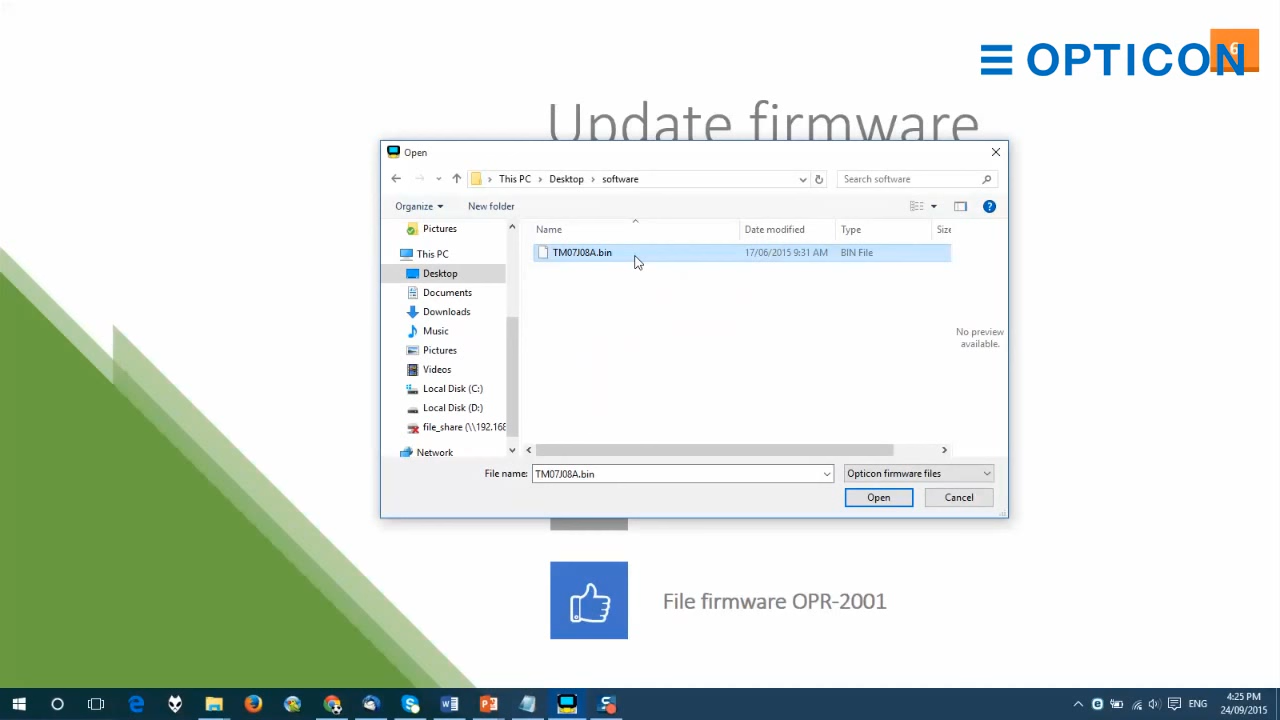 6
OPTICON
Update firmware
Open
This PC
Desktop
software
Search software
Organize
New folder
Name
Date modified
Type
Size
Pictures
This PC
Desktop
Documents
Downloads
Music
Pictures
Videos
Local Disk (C:)
Local Disk (D:)
file_share (\\192.168
Network
TM07J08A.bin
17/06/2015 9:31 AM
BIN File
No preview
available.
File name:
TM07J08A.bin
Opticon firmware files
Open
Cancel
File firmware OPR-2001
ENG
4:25 PM
24/09/2015